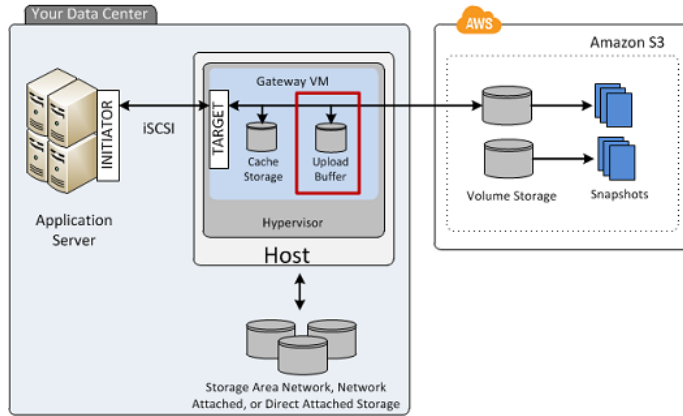 Your Data Center
AWS
Amazon S3
Gateway VM
INITIATOR
iSCSI
TARGET
Cache
Storage
Upload
Buffer
Volume Storage
Snapshots
Application
Server
Hypervisor
Host
Storage Area Network, Network
Attached, or Direct Attached Storage